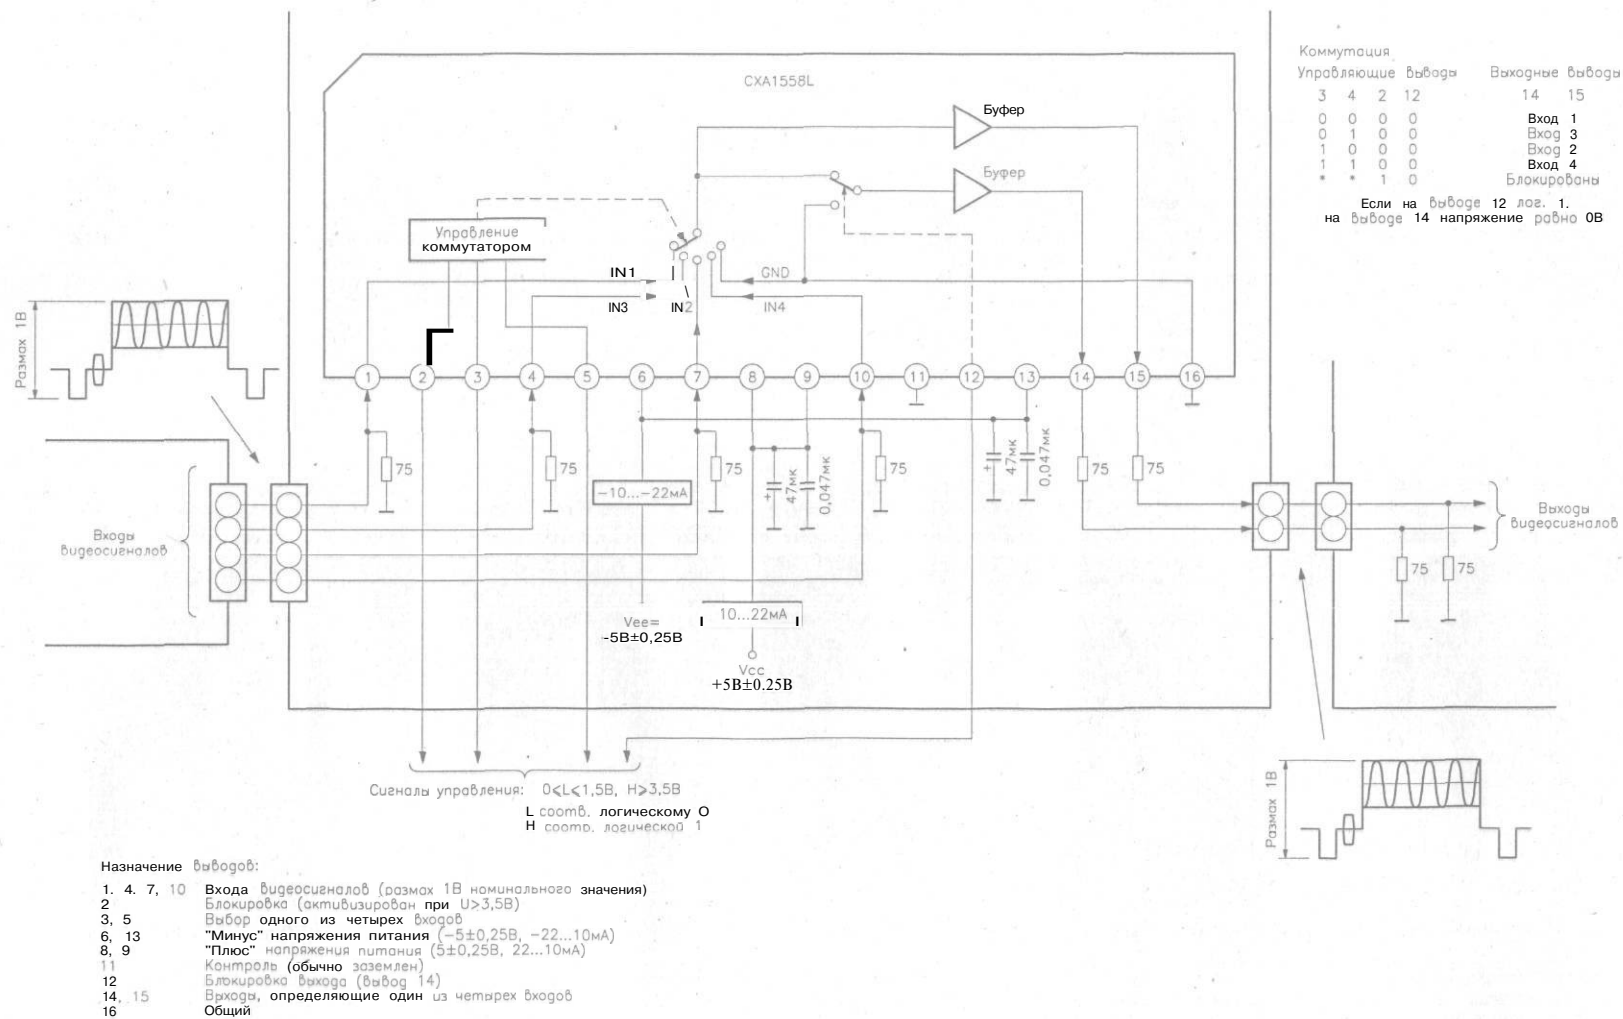 CXA1558L
Буфер
Буфер
Управление
коммутатором
IN1
IN3
IN2
GND
IN4
1 2 3 4 5 6 7 8 9 10 11 12 13 14 15 16
75
75
75
75
75
75
47мк
0,047мк
47мк
0,047мк
-10...-22мА
Vee=
-5В±0,25В
10...22мА
Vcc
+5В±0.25В
Размах 1В
Входы
видеосигналов
Выходы
видеосигналов
75
75
Размах 1В
Коммутация
Управляющие выводы Выходные выводы
3 4 2 12 14 15
0 0 0 0 Вход 1
0 1 0 0 Вход 3
1 0 0 0 Вход 2
1 1 0 0 Вход 4
* * 1 0 Блокированы
Если на выводе 12 лог. 1.
на выводе 14 напряжение равно 0В
Сигналы управления: 0≤L≤1,5В, H≥3,5В
L соотв. логическому О
Н соотв. логической 1
Назначение выводов:
1. 4. 7, 10 Входа видеосигналов (размах 1В номинального значения)
2 Блокировка (активизирован при U>3,5В)
3, 5 Выбор одного из четырех входов
6, 13 "Минус" напряжения питания (-5±0,25В, -22...10мА)
8, 9 "Плюс" напряжения питания (5±0,25В, 22...10мА)
11 Контроль (обычно заземлен)
12 Блокировка выхода (вывод 14)
14, 15 Выходы, определяющие один из четырех входов
16 Общий